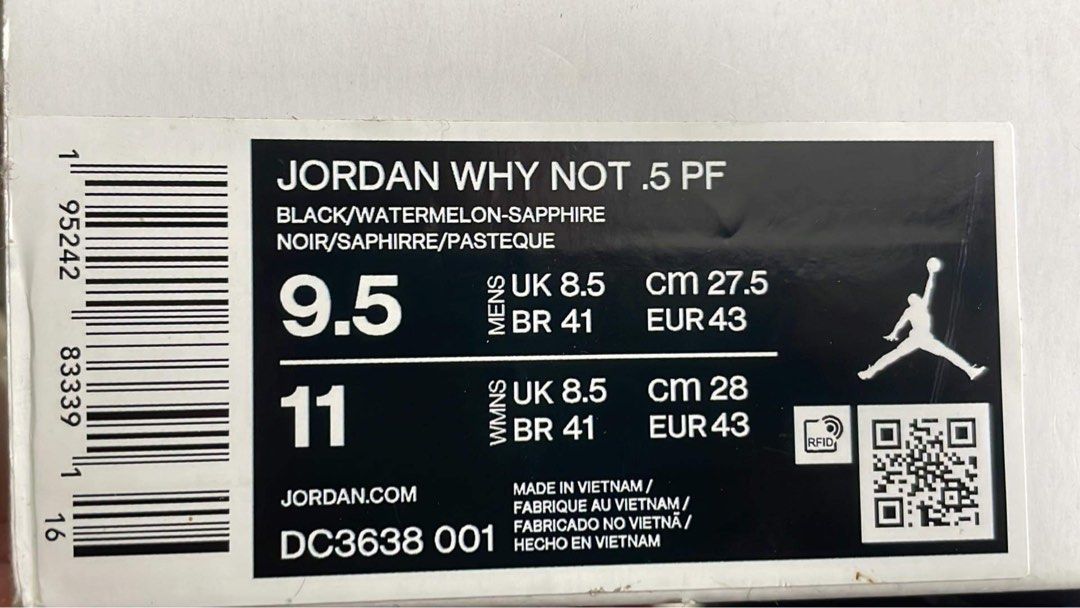 JORDAN WHY NOT .5 PF
BLACK/WATERMELON-SAPPHIRE
NOIR/SAPHIRRE/PASTEQUE
9.5 MENS UK 8.5 cm 27.5
BR 41 EUR 43
11 WMNS UK 8.5 cm 28
BR 41 EUR 43
RFID
JORDAN.COM
DC3638 001
MADE IN VIETNAM /
FABRIQUE AU VIETNAM /
FABRICADO NO VIETNÃ /
HECHO EN VIETNAM
1 95242 83339 1 16